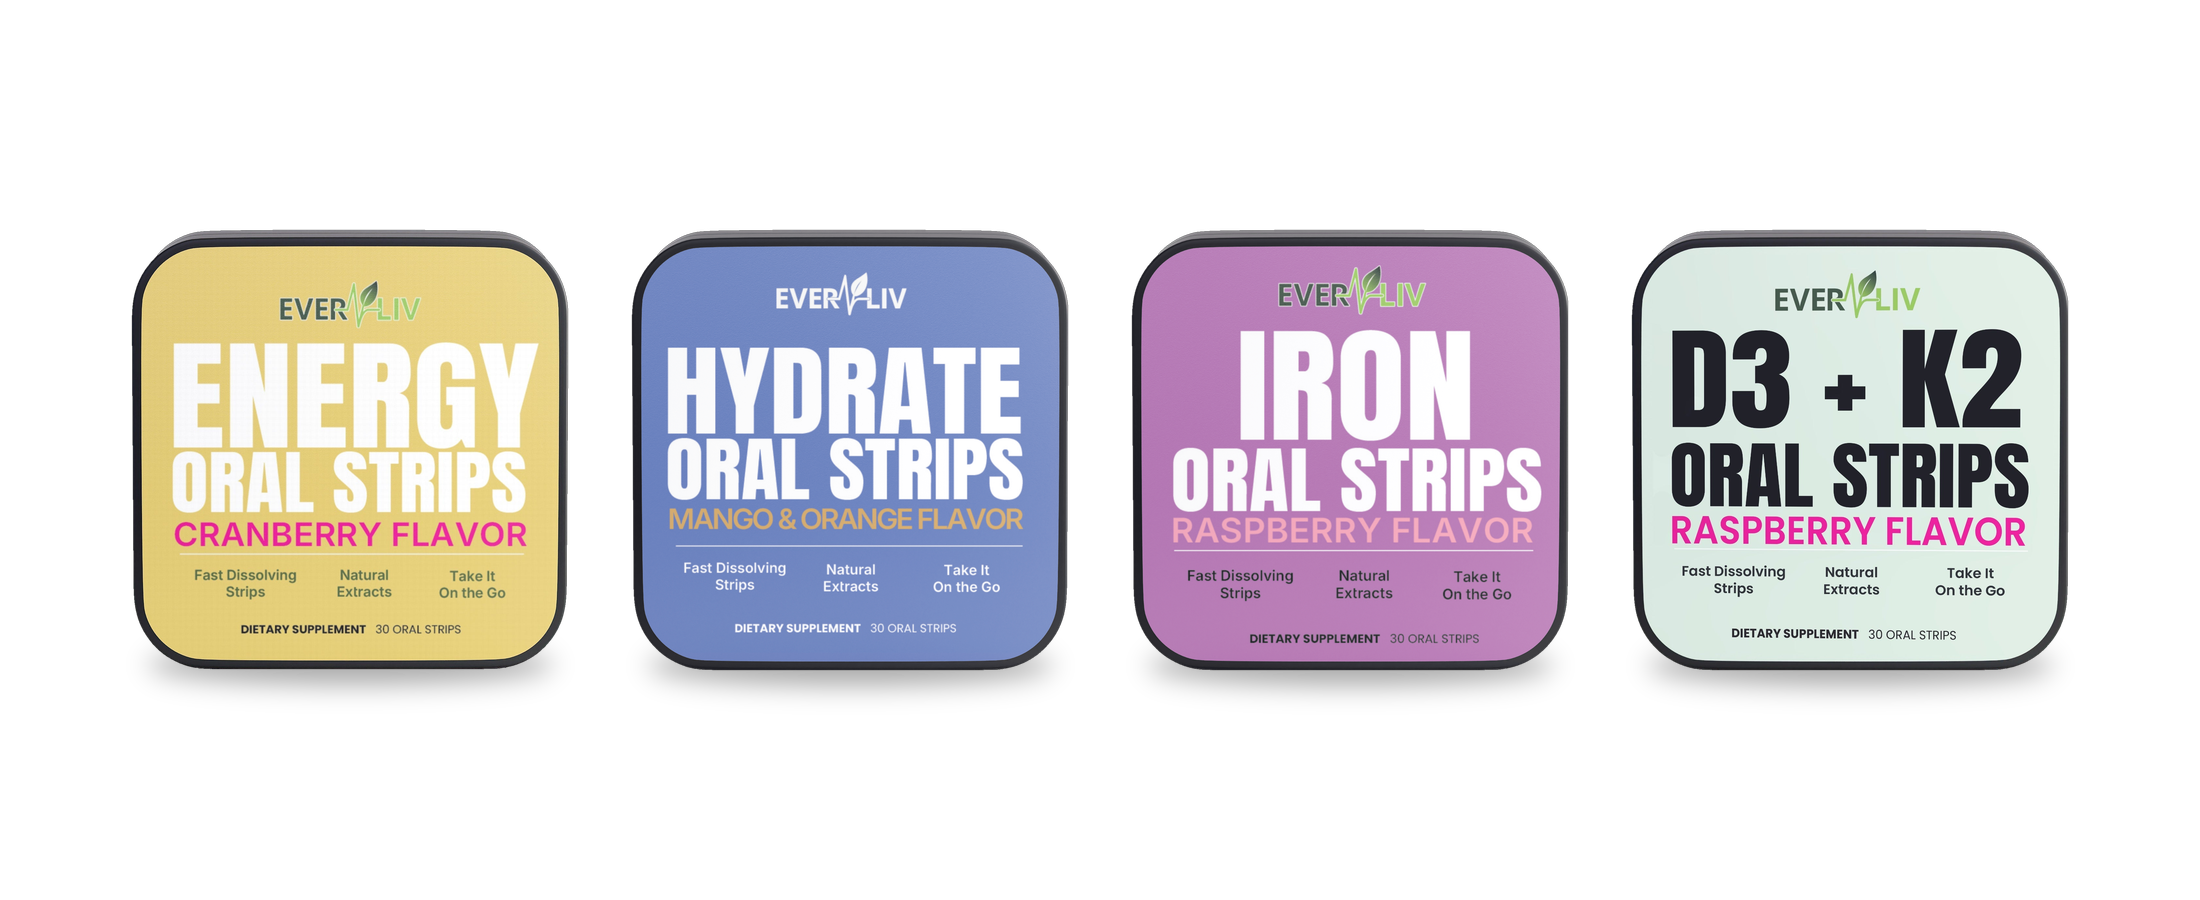 EVERLIV
ENERGY
ORAL STRIPS
CRANBERRY FLAVOR
Fast Dissolving
Strips
Natural
Extracts
Take It
On the Go
DIETARY SUPPLEMENT 30 ORAL STRIPS
EVERLIV
HYDRATE
ORAL STRIPS
MANGO & ORANGE FLAVOR
Fast Dissolving
Strips
Natural
Extracts
Take It
On the Go
DIETARY SUPPLEMENT 30 ORAL STRIPS
EVERLIV
IRON
ORAL STRIPS
RASPBERRY FLAVOR
Fast Dissolving
Strips
Natural
Extracts
Take It
On the Go
DIETARY SUPPLEMENT 30 ORAL STRIPS
EVERLIV
D3 + K2
ORAL STRIPS
RASPBERRY FLAVOR
Fast Dissolving
Strips
Natural
Extracts
Take It
On the Go
DIETARY SUPPLEMENT 30 ORAL STRIPS